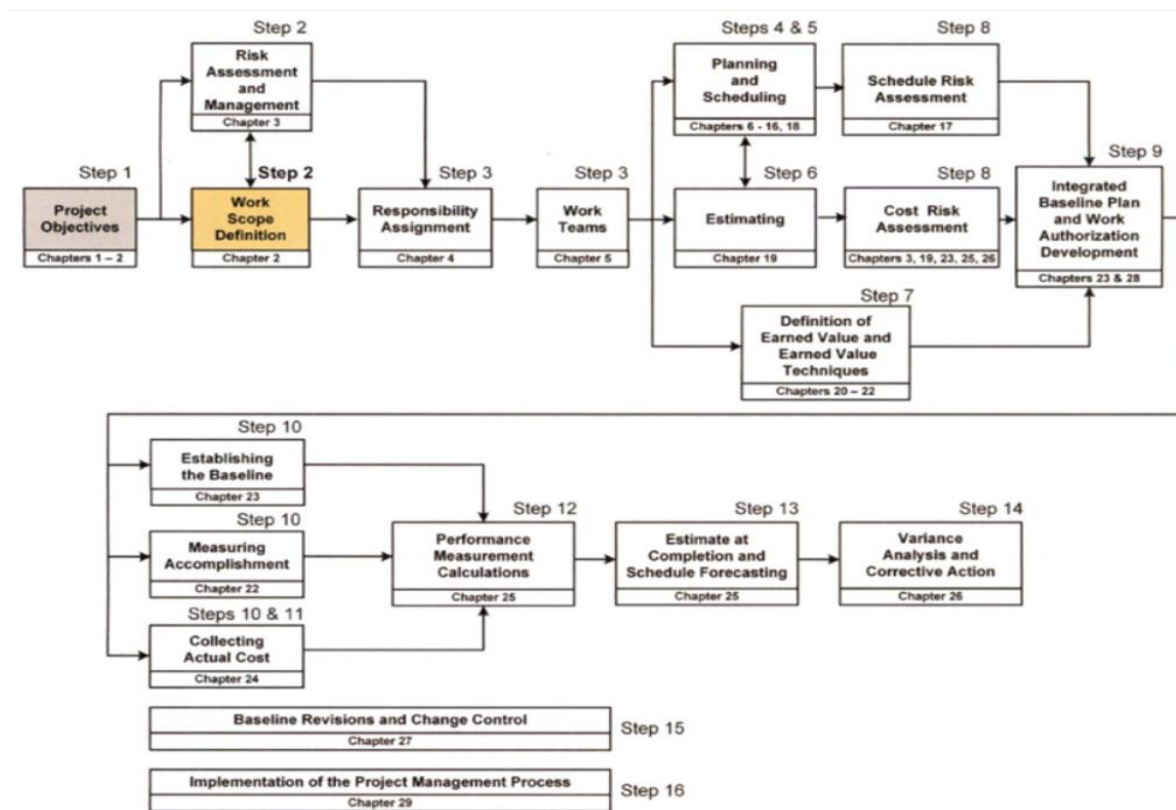 Step 2
Risk
Assessment
and
Management
Chapter 3
Steps 4 & 5
Planning
and
Scheduling
Chapters 6 - 16, 18
Step 8
Schedule Risk
Assessment
Chapter 17
Step 1
Project
Objectives
Chapters 1 – 2
Step 2
Work
Scope
Definition
Chapter 2
Step 3
Responsibility
Assignment
Chapter 4
Step 3
Work
Teams
Chapter 5
Step 6
Estimating
Chapter 19
Step 8
Cost Risk
Assessment
Chapters 3, 19, 23, 25, 26
Step 9
Integrated
Baseline Plan
and Work
Authorization
Development
Chapters 23 & 28
Step 7
Definition of
Earned Value and
Earned Value
Techniques
Chapters 20 – 22
Step 10
Establishing
the Baseline
Chapter 23
Step 10
Measuring
Accomplishment
Chapter 22
Steps 10 & 11
Collecting
Actual Cost
Chapter 24
Step 12
Performance
Measurement
Calculations
Chapter 25
Step 13
Estimate at
Completion and
Schedule Forecasting
Chapter 25
Step 14
Variance
Analysis and
Corrective Action
Chapter 26
Baseline Revisions and Change Control
Chapter 27
Step 15
Implementation of the Project Management Process
Chapter 29
Step 16